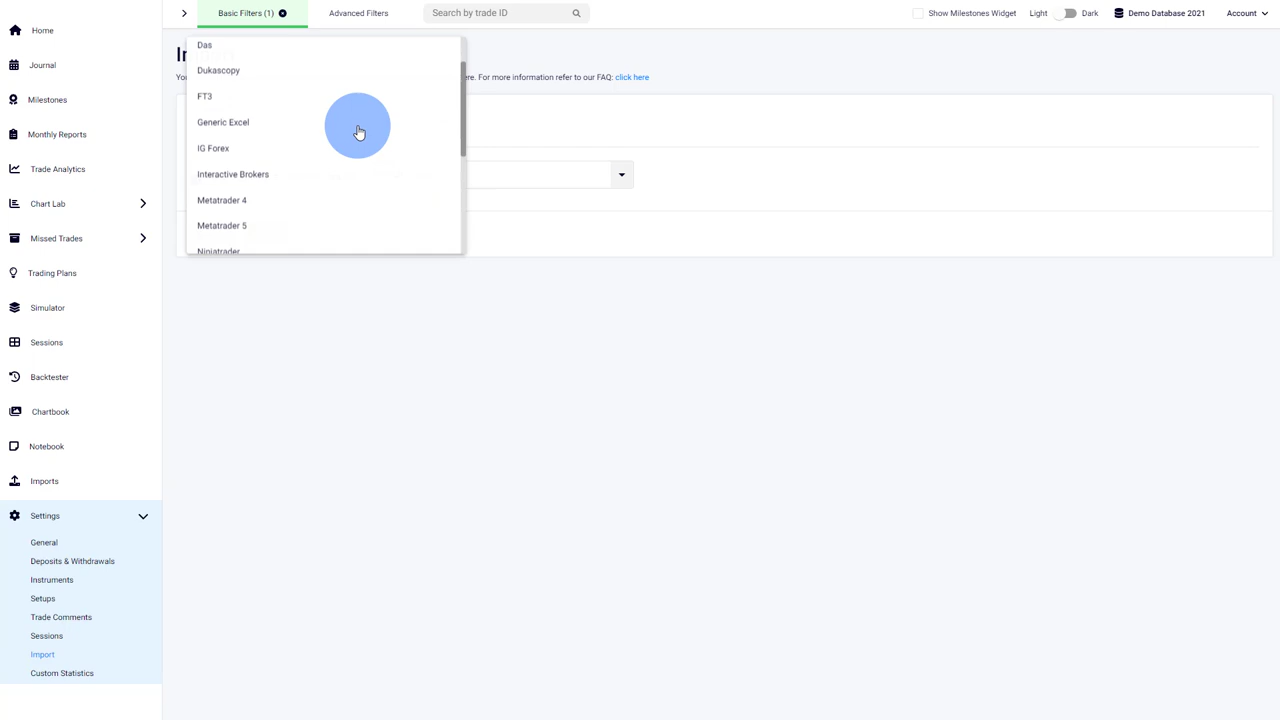 Basic Filters (1)
Advanced Filters
Search by trade ID
Show Milestones Widget
Light
Dark
Demo Database 2021
Account
Home
Journal
Milestones
Monthly Reports
Trade Analytics
Chart Lab
Missed Trades
Trading Plans
Simulator
Sessions
Backtester
Chartbook
Notebook
Imports
Settings
General
Deposits & Withdrawals
Instruments
Setups
Trade Comments
Sessions
Import
Custom Statistics
For more information refer to our FAQ: click here
Das
Dukascopy
FT3
Generic Excel
IG Forex
Interactive Brokers
Metatrader 4
Metatrader 5
Ninjatrader